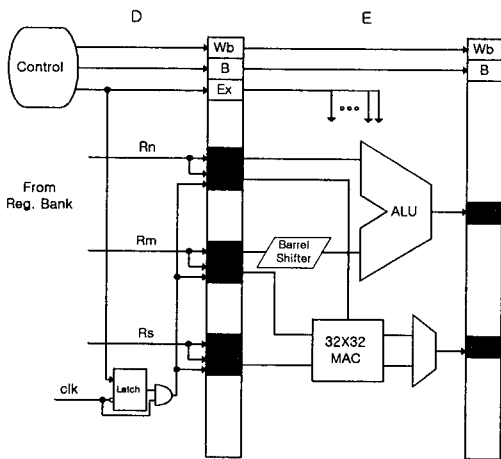 D
E
Control
Wb
B
Ex
Wb
B
Rn
From
Reg. Bank
ALU
Rm
Barrel
Shifter
Rs
32X32
MAC
clk
Latch